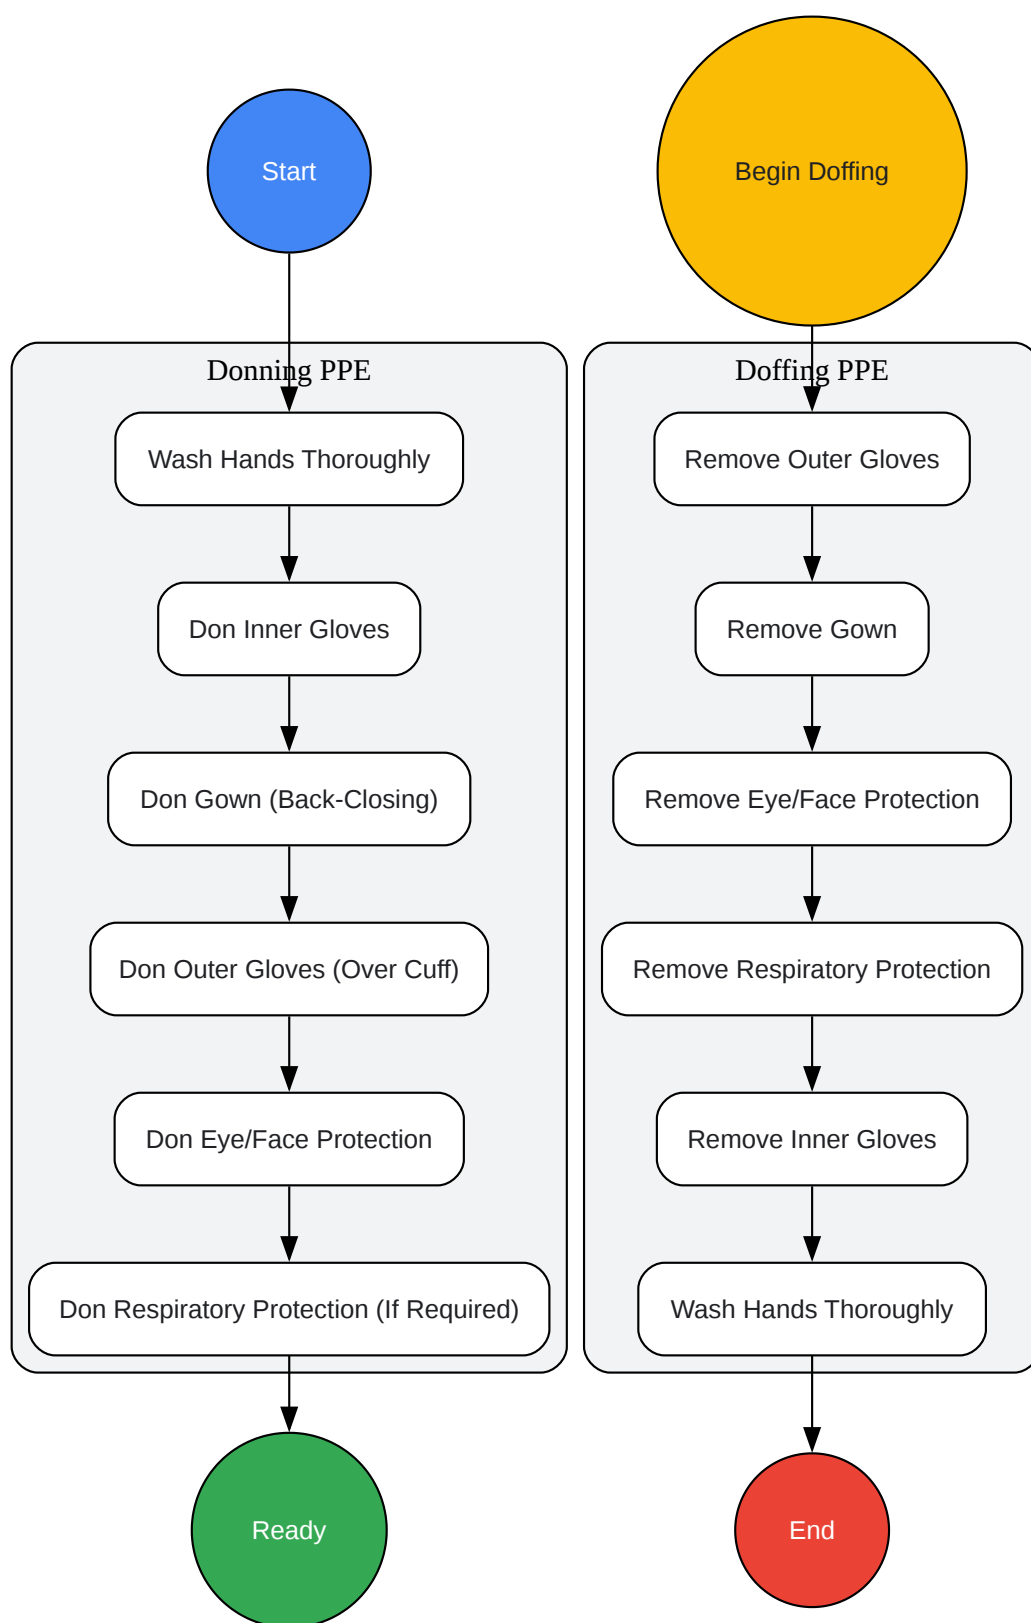 Start
Donning PPE
Wash Hands Thoroughly
Don Inner Gloves
Don Gown (Back-Closing)
Don Outer Gloves (Over Cuff)
Don Eye/Face Protection
Don Respiratory Protection (If Required)
Ready
Begin Doffing
Doffing PPE
Remove Outer Gloves
Remove Gown
Remove Eye/Face Protection
Remove Respiratory Protection
Remove Inner Gloves
Wash Hands Thoroughly
End